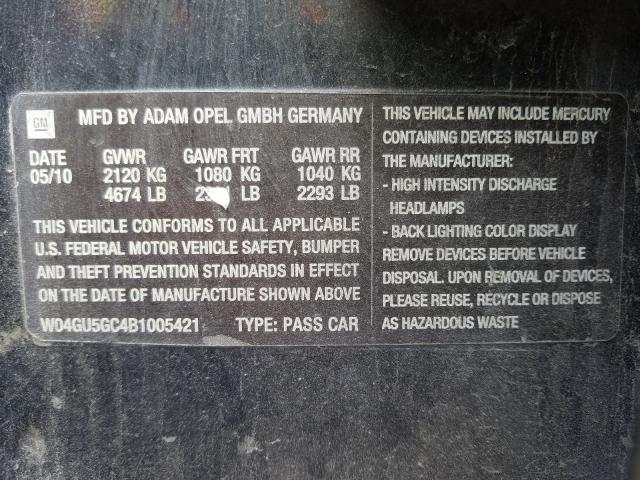 GM
MFD BY ADAM OPEL GMBH GERMANY
DATE GVWR GAWR FRT GAWR RR
05/10 2120 KG 1080 KG 1040 KG
4674 LB LB 2293 LB
THIS VEHICLE CONFORMS TO ALL APPLICABLE
U.S. FEDERAL MOTOR VEHICLE SAFETY, BUMPER
AND THEFT PREVENTION STANDARDS IN EFFECT
ON THE DATE OF MANUFACTURE SHOWN ABOVE
W04GU5GC4B1005421 TYPE: PASS CAR
THIS VEHICLE MAY INCLUDE MERCURY
CONTAINING DEVICES INSTALLED BY
THE MANUFACTURER:
- HIGH INTENSITY DISCHARGE
HEADLAMPS
- BACK LIGHTING COLOR DISPLAY
REMOVE DEVICES BEFORE VEHICLE
DISPOSAL. UPON REMOVAL OF DEVICES,
PLEASE REUSE, RECYCLE OR DISPOSE
AS HAZARDOUS WASTE